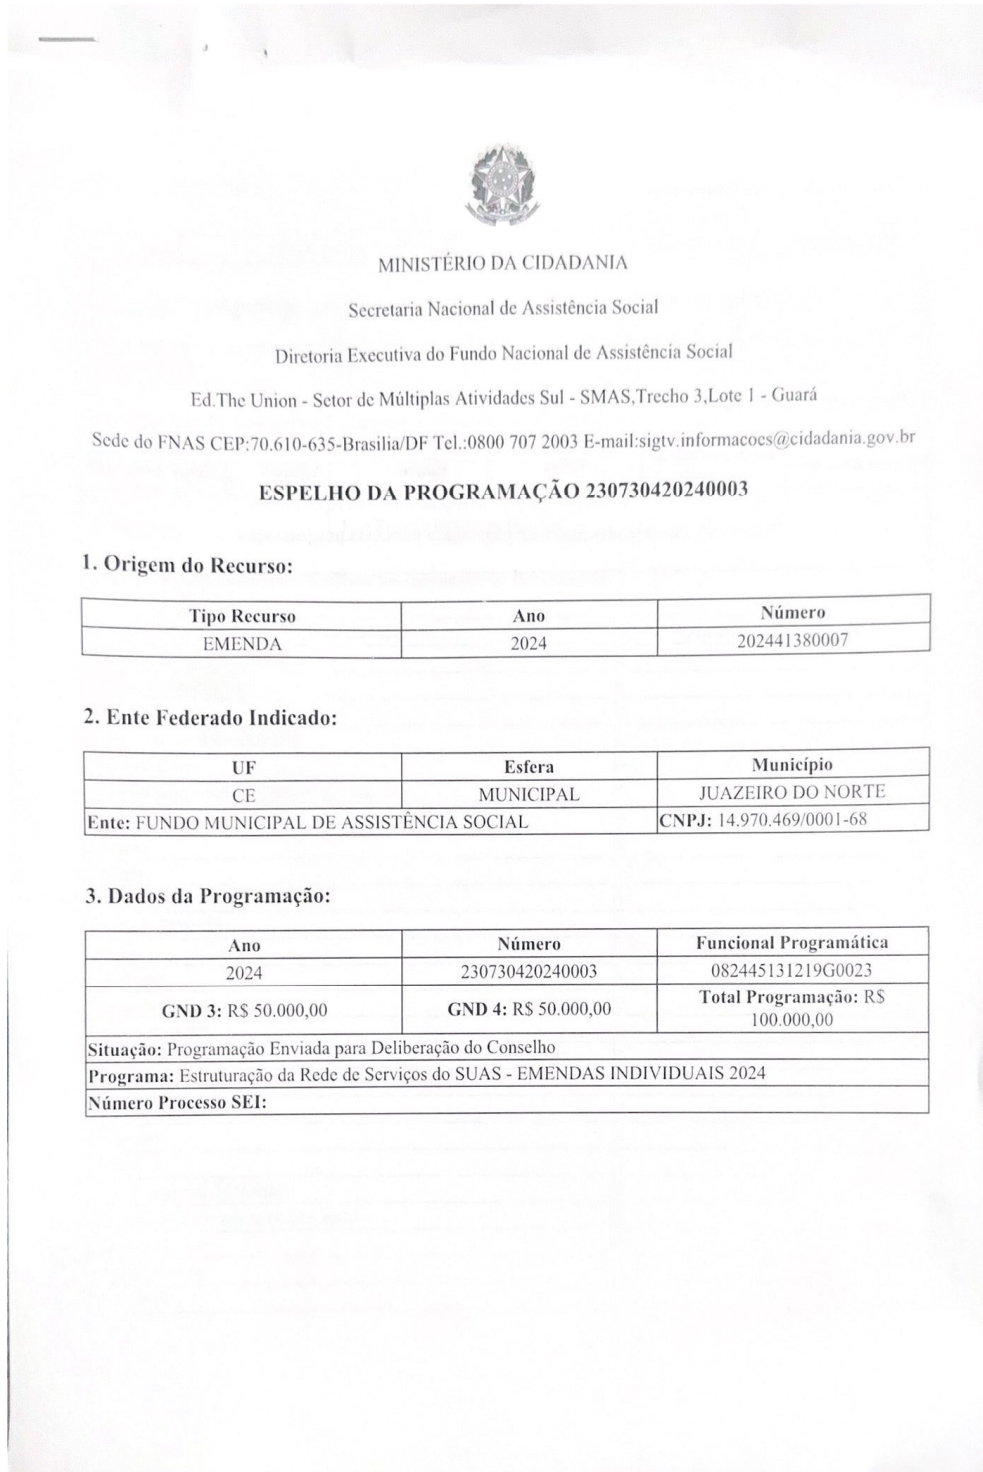 MINISTÉRIO DA CIDADANIA
Secretaria Nacional de Assistência Social
Diretoria Executiva do Fundo Nacional de Assistência Social
Ed.The Union - Setor de Múltiplas Atividades Sul - SMAS,Trecho 3,Lote 1 - Guará
Sede do FNAS CEP:70.610-635-Brasilia/DF Tel.:0800 707 2003 E-mail:sigtv.informacoes@cidadania.gov.br
ESPELHO DA PROGRAMAÇÃO 230730420240003
1. Origem do Recurso:
Tipo Recurso Ano Número
EMENDA 2024 202441380007
2. Ente Federado Indicado:
UF Esfera Município
CE MUNICIPAL JUAZEIRO DO NORTE
Ente: FUNDO MUNICIPAL DE ASSISTÊNCIA SOCIAL CNPJ: 14.970.469/0001-68
3. Dados da Programação:
Ano Número Funcional Programática
2024 230730420240003 082445131219G0023
GND 3: R$ 50.000,00 GND 4: R$ 50.000,00 Total Programação: R$
100.000,00
Situação: Programação Enviada para Deliberação do Conselho
Programa: Estruturação da Rede de Serviços do SUAS - EMENDAS INDIVIDUAIS 2024
Número Processo SEI: